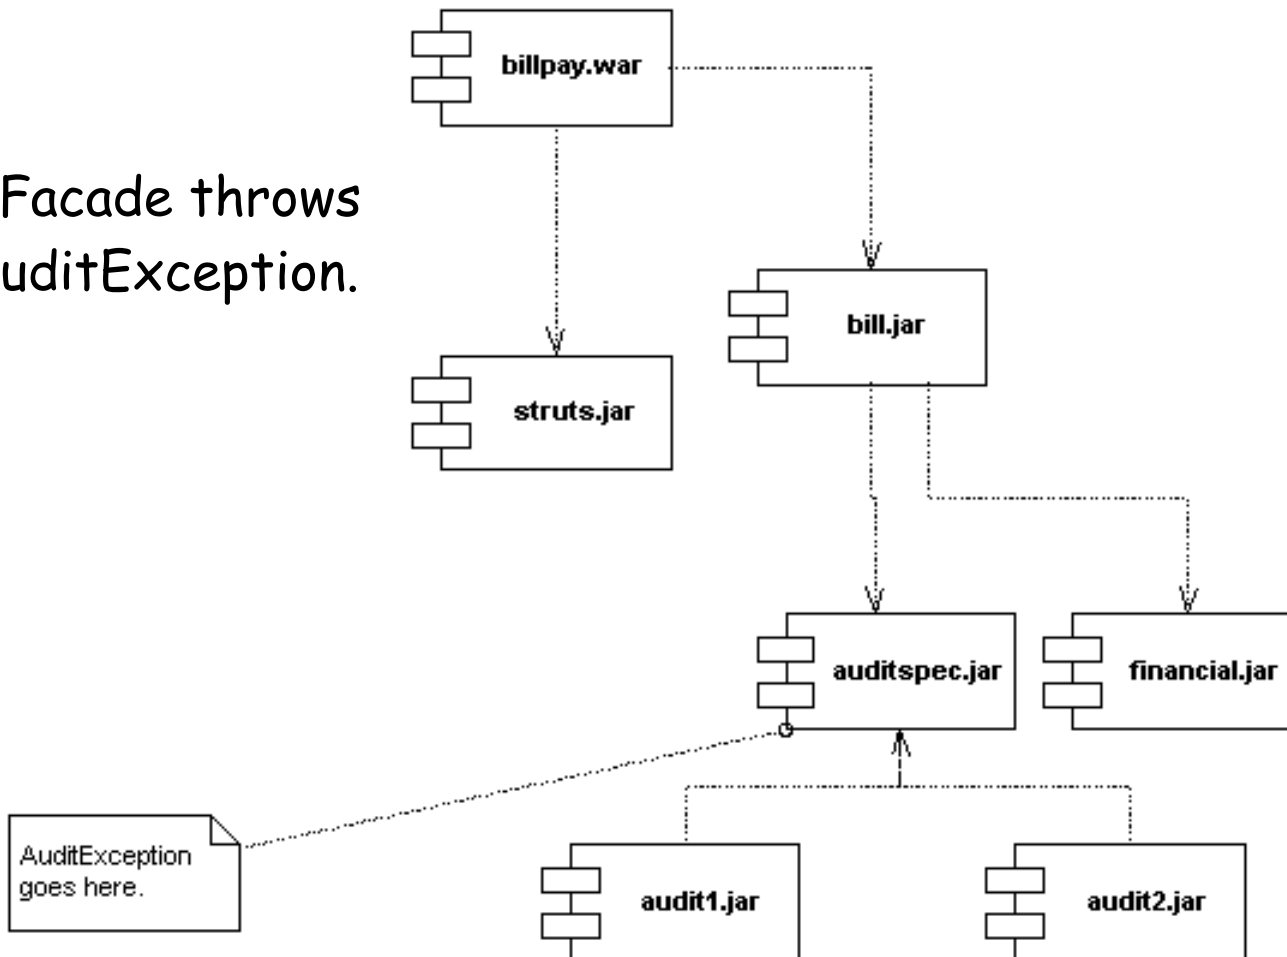 billpay.war
Facade throws
uditException.
bill.jar
struts.jar
auditspec.jar
financial.jar
AuditException
goes here.
audit1.jar
audit2.jar